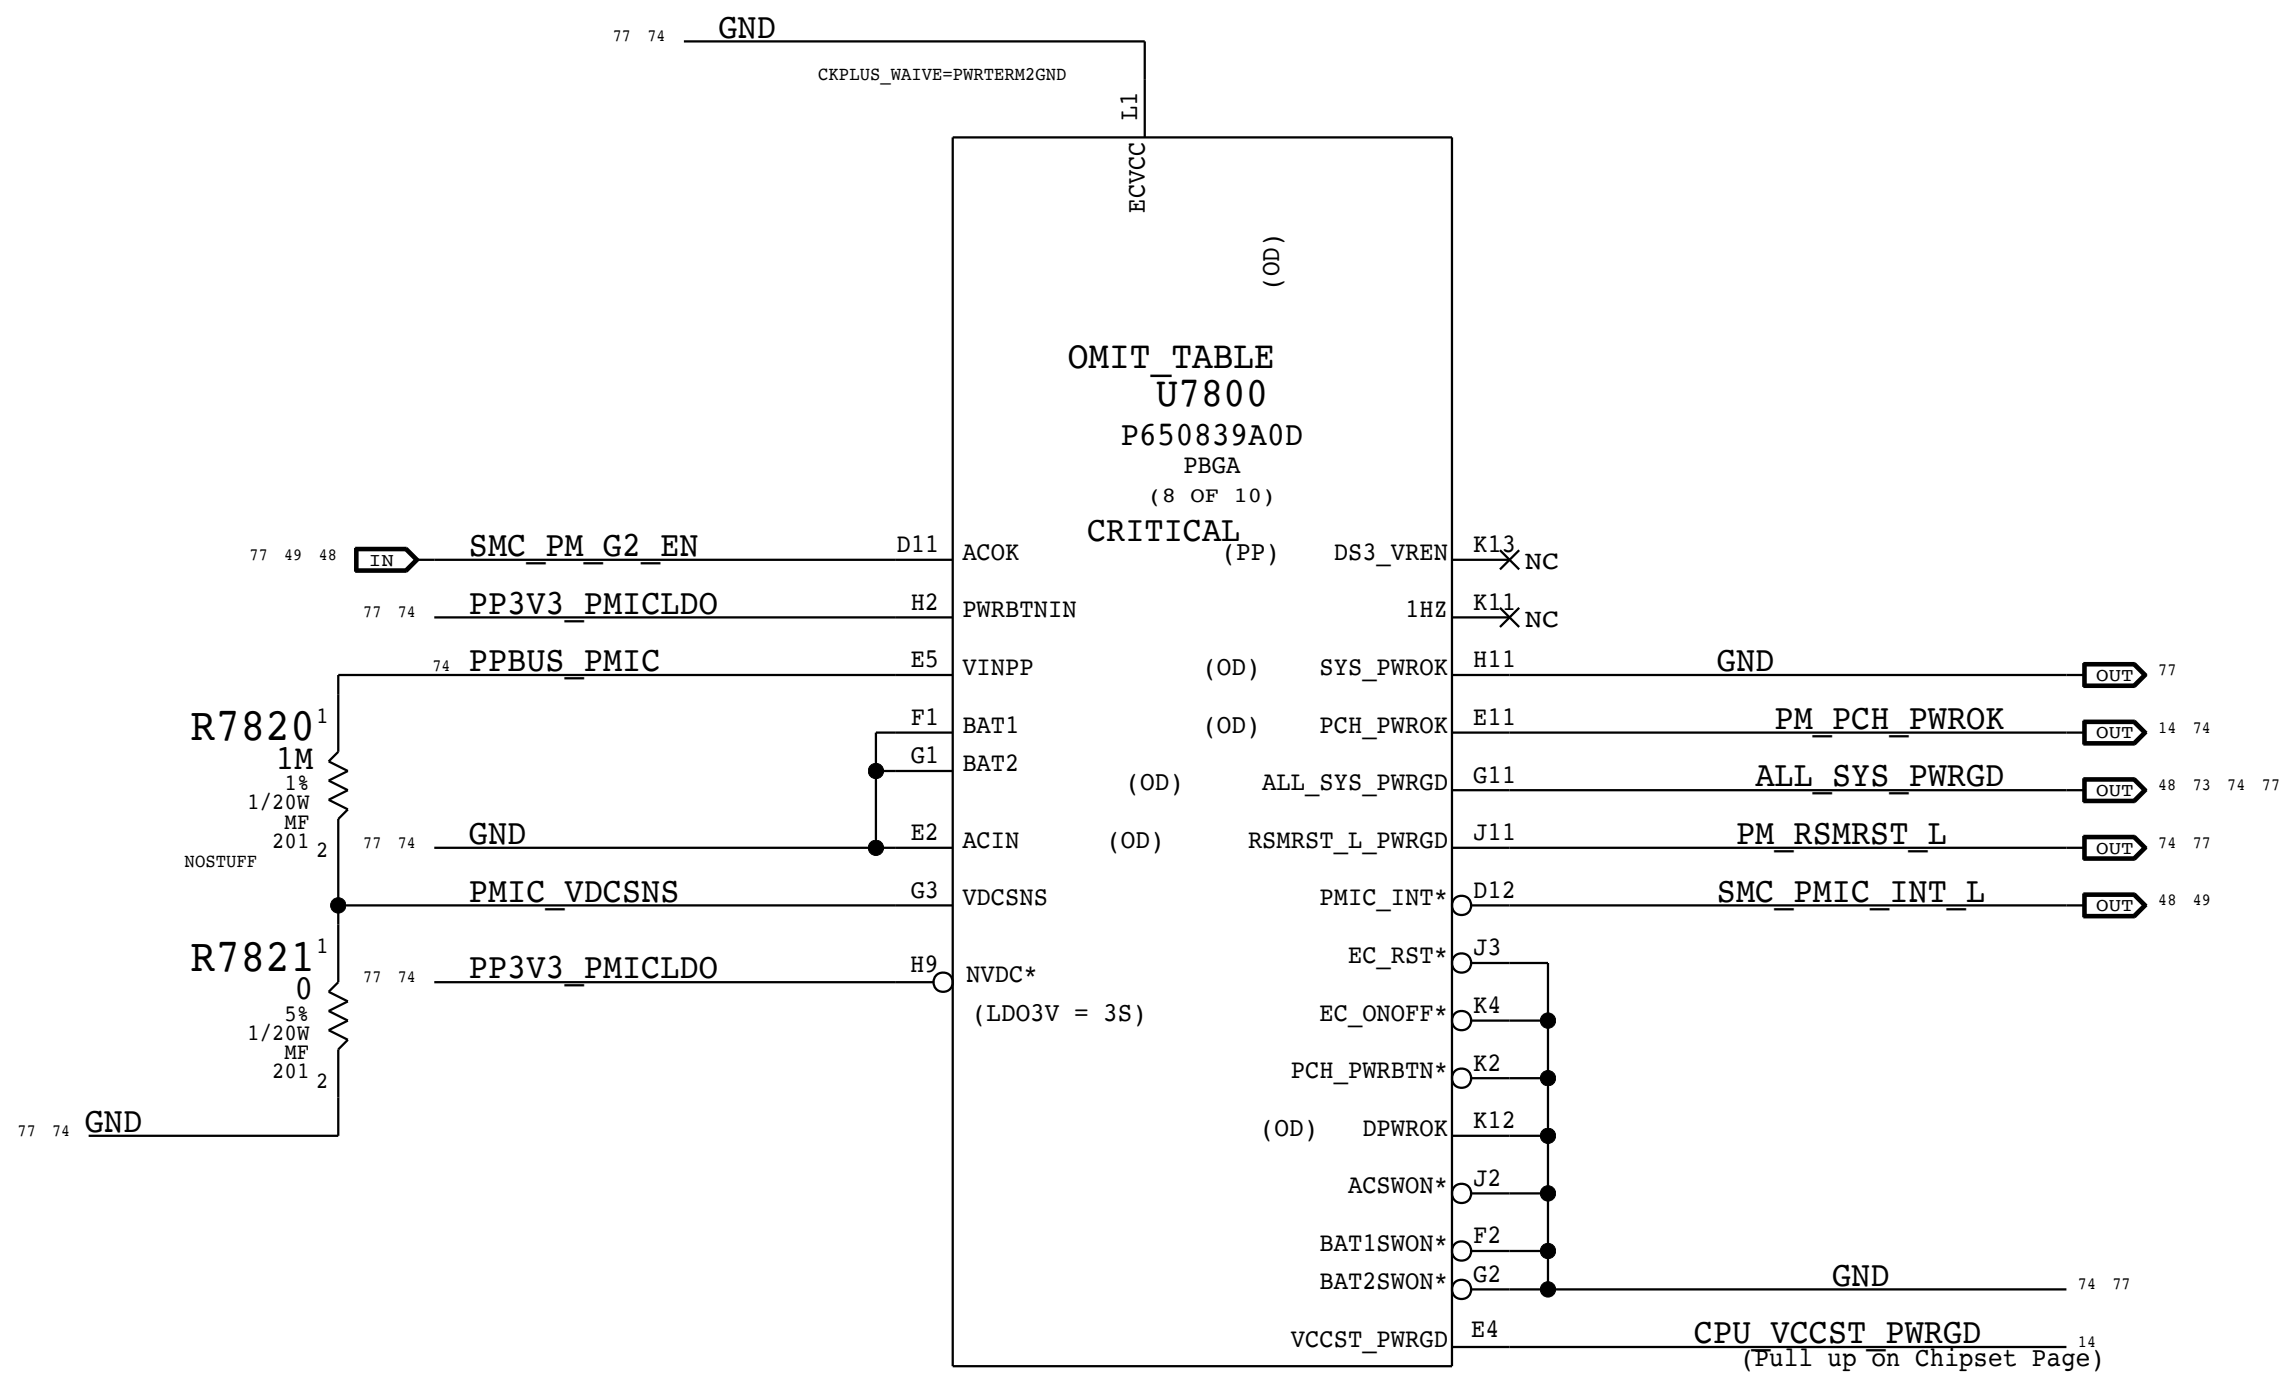 77 74 GND
CKPLUS_WAIVE=PWRTERM2GND
L1
ECVCC
(OD)
OMIT_TABLE
U7800
P650839A0D
PBGA
(8 OF 10)
CRITICAL
77 49 48 IN SMC_PM_G2_EN D11 ACOK
(PP) DS3_VREN K13 NC
77 74 PP3V3_PMICLDO H2 PWRBTNIN
1HZ K11 NC
74 PPBUS_PMIC E5 VINPP
(OD) SYS_PWROK H11 GND OUT 77
R7820 1
1M
1%
1/20W
MF
201 2
NOSTUFF
F1 BAT1
(OD) PCH_PWROK E11 PM_PCH_PWROK OUT 14 74
G1 BAT2
(OD) ALL_SYS_PWRGD G11 ALL_SYS_PWRGD OUT 48 73 74 77
77 74 GND E2 ACIN
(OD) RSMRST_L_PWRGD J11 PM_RSMRST_L OUT 74 77
PMIC_VDCSNS G3 VDCSNS
PMIC_INT* D12 SMC_PMIC_INT_L OUT 48 49
R7821 1
0
5%
1/20W
MF
201 2
77 74 PP3V3_PMICLDO H9 NVDC*
(LDO3V = 3S)
EC_RST* J3
EC_ONOFF* K4
PCH_PWRBTN* K2
77 74 GND
(OD) DPWROK K12
ACSWON* J2
BAT1SWON* F2
BAT2SWON* G2 GND 74 77
VCCST_PWRGD E4 CPU_VCCST_PWRGD 14
(Pull up on Chipset Page)